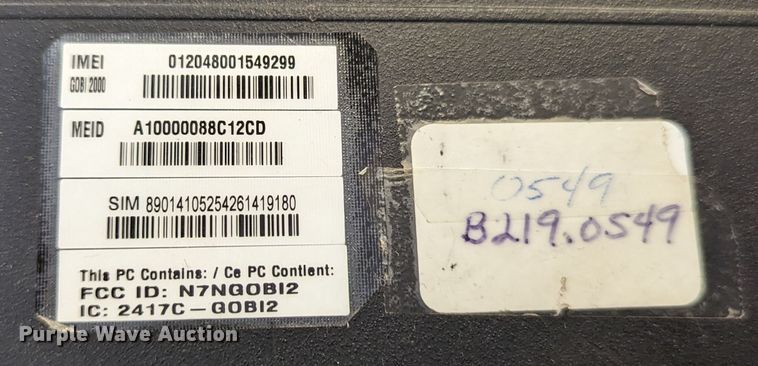 IMEI 012048001549299
GOBI 2000
MEID A10000088C12CD
SIM 89014105254261419180
This PC Contains: / Ce PC Contient:
FCC ID: N7NGOBI2
IC: 2417C-GOBI2
0549
B219.0549
Purple Wave Auction